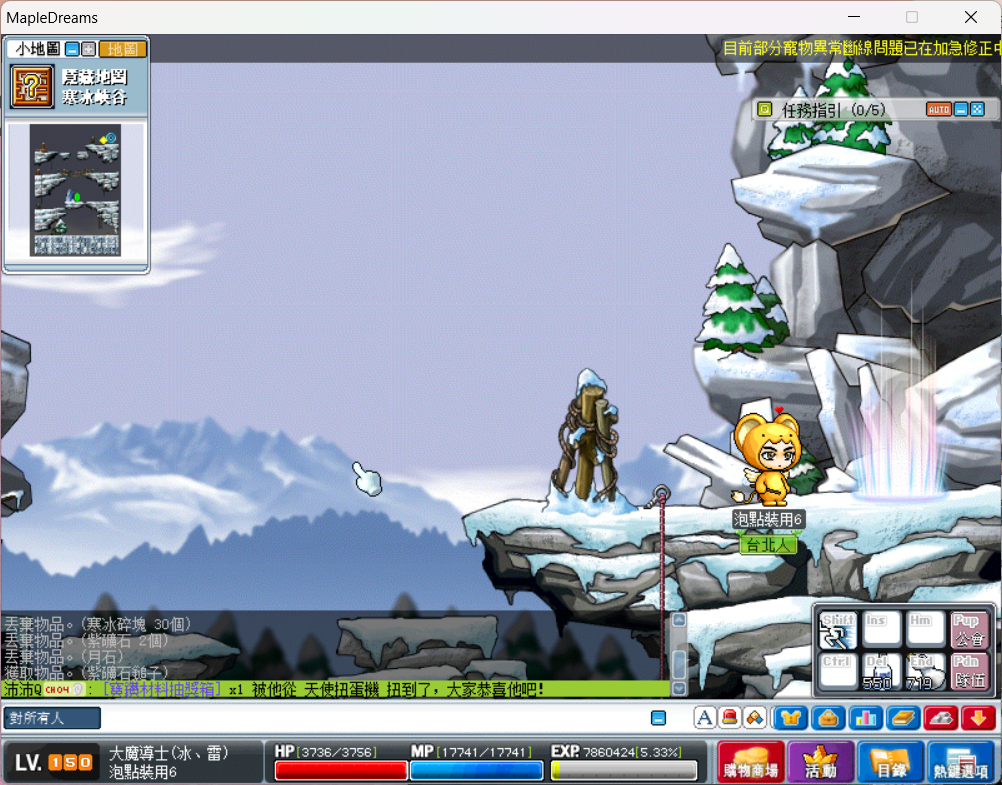 MapleDreams
小地圖
地圖
隱藏地圖
寒冰峽谷
目前部分寵物異常斷線問題已在加急修正中
任務指引 (0/5)
AUTO
泡點裝用6
台北人
丟棄物品。(寒冰碎塊 30個)
丟棄物品。(紫礦石 2個)
丟棄物品。(月石)
獲取物品。(紫礦石鎚子)
沛沛Q CH04 : [寶鑽材料抽獎箱] x1 被他從 天使扭蛋機 扭到了，大家恭喜他吧!
Shift Ins Hm Pup 公會
Ctrl Del 550 End 719 Pdn 隊伍
對所有人
A
LV. 150
大魔導士(冰、雷)
泡點裝用6
HP[3736/3756] MP[17741/17741] EXP. 7860424[5.33%]
購物商場 活動 目錄 熱鍵選項